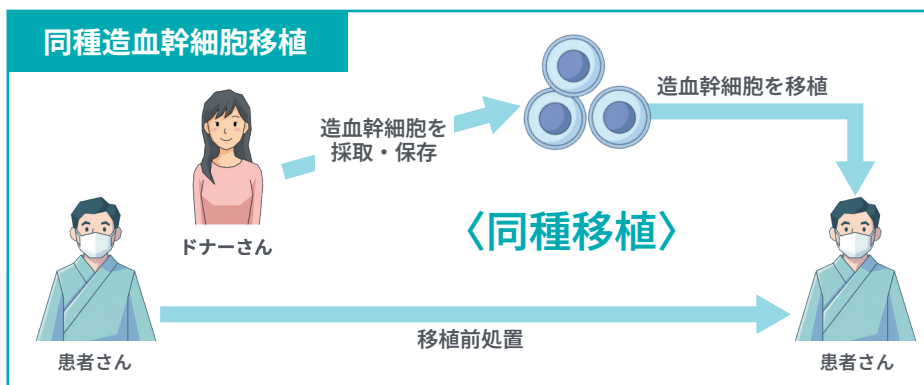 同種造血幹細胞移植
造血幹細胞を
採取・保存
造血幹細胞を移植
ドナーさん
〈同種移植〉
移植前処置
患者さん
患者さん